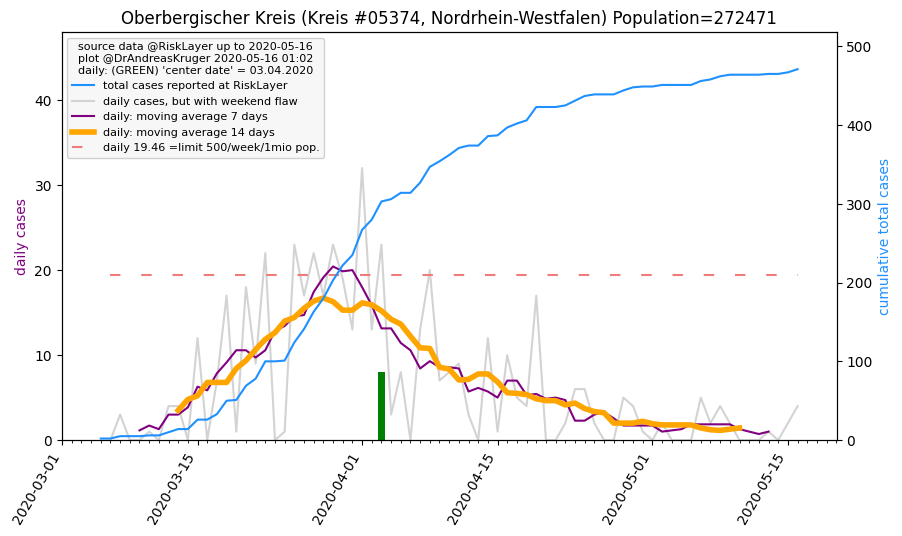 Oberbergischer Kreis (Kreis #05374, Nordrhein-Westfalen) Population=272471
source data @RiskLayer up to 2020-05-16
plot @DrAndreasKruger 2020-05-16 01:02
daily: (GREEN) 'center date' = 03.04.2020
total cases reported at RiskLayer
daily cases, but with weekend flaw
daily: moving average 7 days
daily: moving average 14 days
daily 19.46 =limit 500/week/1mio pop.
daily cases
40
30
20
10
0
cumulative total cases
500
400
300
200
100
0
2020-03-01
2020-03-15
2020-04-01
2020-04-15
2020-05-01
2020-05-15